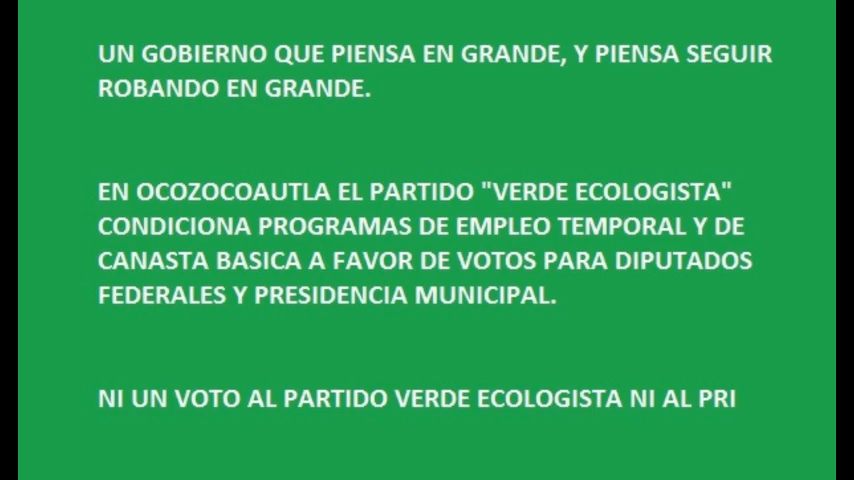 UN GOBIERNO QUE PIENSA EN GRANDE, Y PIENSA SEGUIR
ROBANDO EN GRANDE.
EN OCOZOCOAUTLA EL PARTIDO "VERDE ECOLOGISTA"
CONDICIONA PROGRAMAS DE EMPLEO TEMPORAL Y DE
CANASTA BASICA A FAVOR DE VOTOS PARA DIPUTADOS
FEDERALES Y PRESIDENCIA MUNICIPAL.
NI UN VOTO AL PARTIDO VERDE ECOLOGISTA NI AL PRI